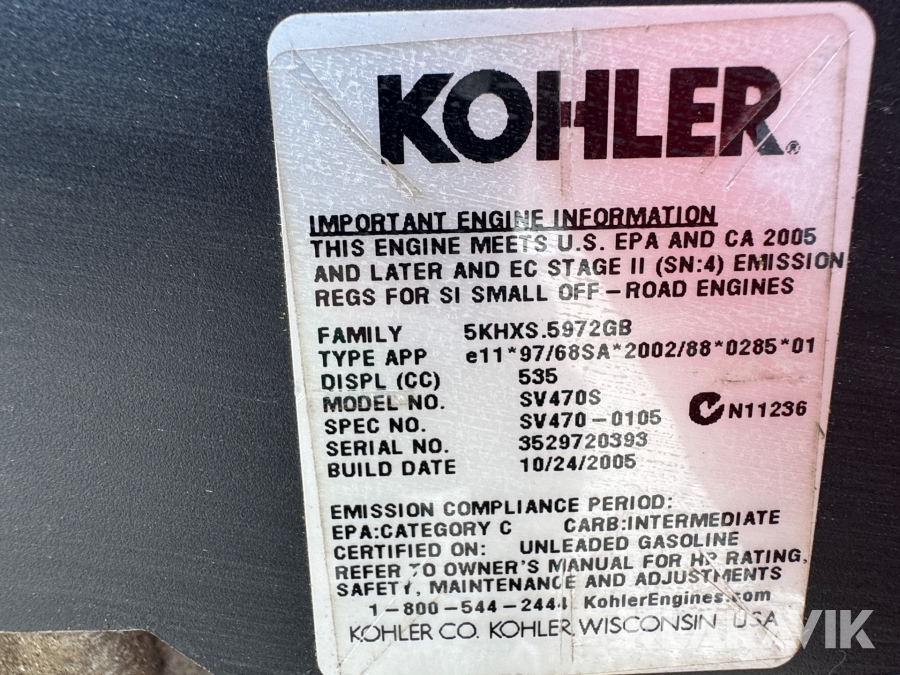 KOHLER®
IMPORTANT ENGINE INFORMATION
THIS ENGINE MEETS U.S. EPA AND CA 2005
AND LATER AND EC STAGE II (SN:4) EMISSION
REGS FOR SI SMALL OFF-ROAD ENGINES
FAMILY 5KHXS.5972GB
TYPE APP e11*97/68SA*2002/88*0285*01
DISPL (CC) 535
MODEL NO. SV470S
SPEC NO. SV470-0105 N11236
SERIAL NO. 3529720393
BUILD DATE 10/24/2005
EMISSION COMPLIANCE PERIOD:
EPA:CATEGORY C CARB:INTERMEDIATE
CERTIFIED ON: UNLEADED GASOLINE
REFER TO OWNER'S MANUAL FOR HP RATING,
SAFETY, MAINTENANCE AND ADJUSTMENTS
1-800-544-2444 KohlerEngines.com
KOHLER CO. KOHLER, WISCONSIN USA